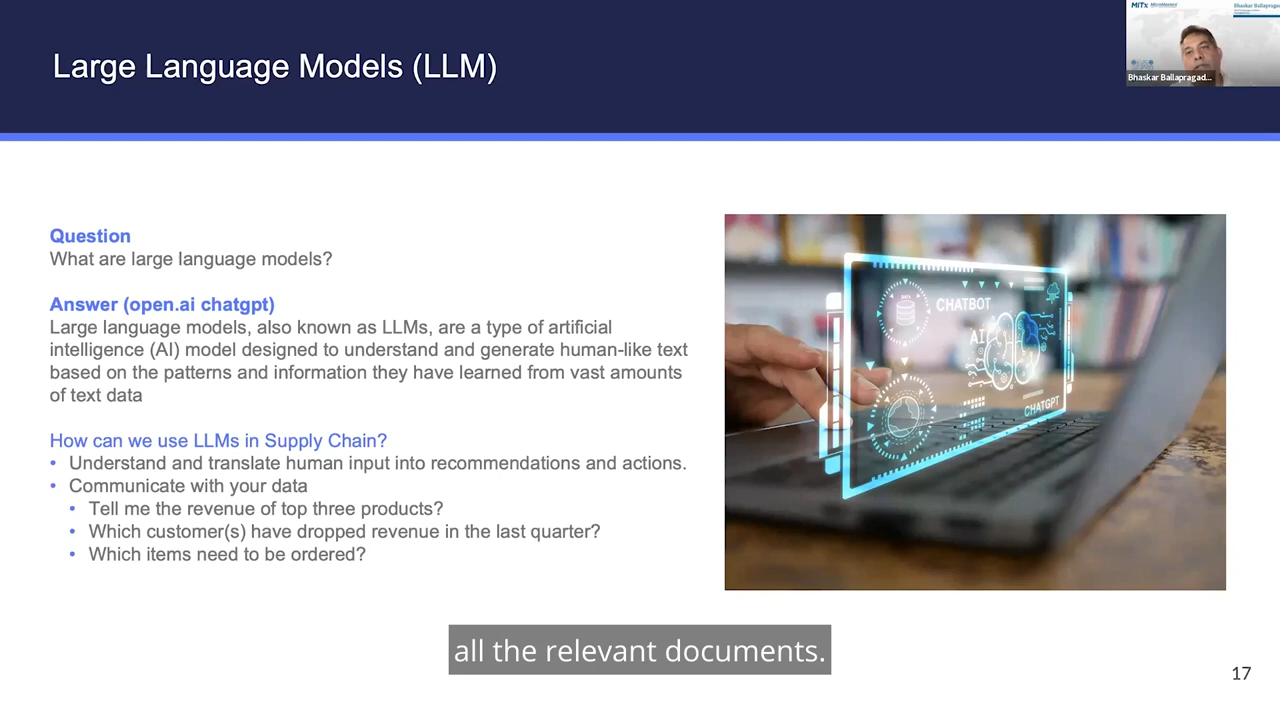 Large Language Models (LLM)
MITx MicroMasters
Bhaskar Ballapragad...
Question
What are large language models?
Answer (open.ai chatgpt)
Large language models, also known as LLMs, are a type of artificial
intelligence (AI) model designed to understand and generate human-like text
based on the patterns and information they have learned from vast amounts
of text data
How can we use LLMs in Supply Chain?
• Understand and translate human input into recommendations and actions.
• Communicate with your data
• Tell me the revenue of top three products?
• Which customer(s) have dropped revenue in the last quarter?
• Which items need to be ordered?
DATA
CHATBOT
AI
CHATGPT
all the relevant documents.
17